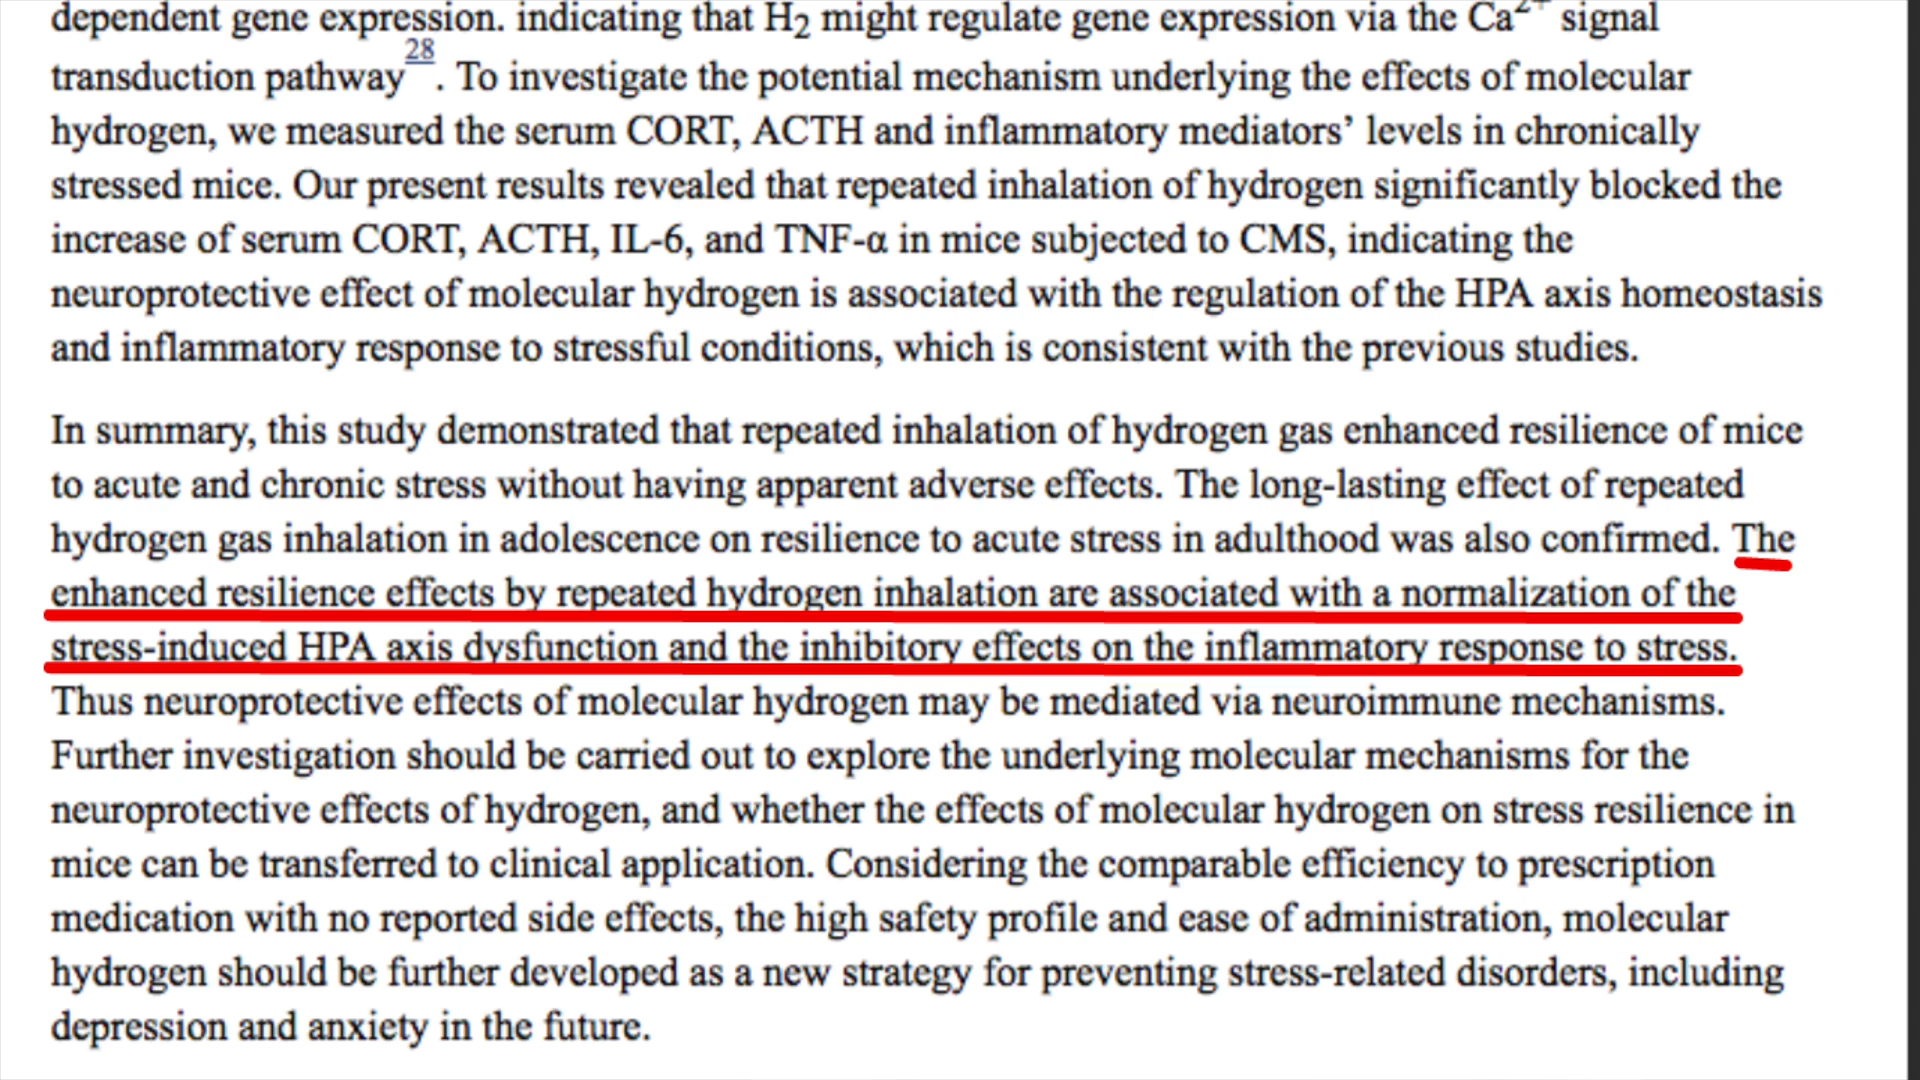 dependent gene expression. indicating that H2 might regulate gene expression via the Ca2+ signal
transduction pathway28. To investigate the potential mechanism underlying the effects of molecular
hydrogen, we measured the serum CORT, ACTH and inflammatory mediators’ levels in chronically
stressed mice. Our present results revealed that repeated inhalation of hydrogen significantly blocked the
increase of serum CORT, ACTH, IL-6, and TNF-α in mice subjected to CMS, indicating the
neuroprotective effect of molecular hydrogen is associated with the regulation of the HPA axis homeostasis
and inflammatory response to stressful conditions, which is consistent with the previous studies.
In summary, this study demonstrated that repeated inhalation of hydrogen gas enhanced resilience of mice
to acute and chronic stress without having apparent adverse effects. The long-lasting effect of repeated
hydrogen gas inhalation in adolescence on resilience to acute stress in adulthood was also confirmed. The
enhanced resilience effects by repeated hydrogen inhalation are associated with a normalization of the
stress-induced HPA axis dysfunction and the inhibitory effects on the inflammatory response to stress.
Thus neuroprotective effects of molecular hydrogen may be mediated via neuroimmune mechanisms.
Further investigation should be carried out to explore the underlying molecular mechanisms for the
neuroprotective effects of hydrogen, and whether the effects of molecular hydrogen on stress resilience in
mice can be transferred to clinical application. Considering the comparable efficiency to prescription
medication with no reported side effects, the high safety profile and ease of administration, molecular
hydrogen should be further developed as a new strategy for preventing stress-related disorders, including
depression and anxiety in the future.